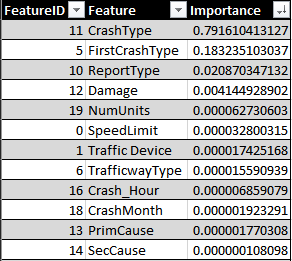 FeatureID Feature Importance
11 CrashType 0.791610413127
5 FirstCrashType 0.183235103037
10 ReportType 0.020870347132
12 Damage 0.004144928902
19 NumUnits 0.000062730603
0 SpeedLimit 0.000032800315
1 Traffic Device 0.000017425168
6 TrafficwayType 0.000015590939
16 Crash_Hour 0.000006859079
18 CrashMonth 0.000001923291
13 PrimCause 0.000001770308
14 SecCause 0.000000108098